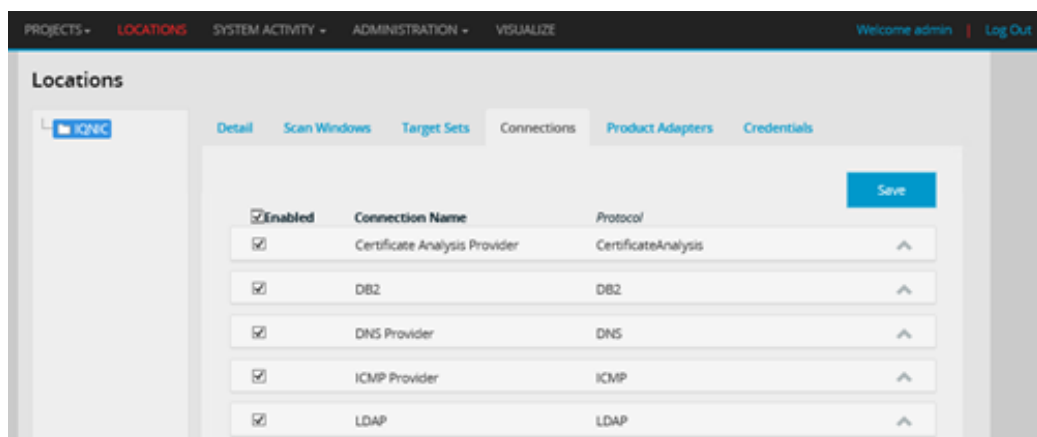 PROJECTS LOCATIONS SYSTEM ACTIVITY ADMINISTRATION VISUALIZE Welcome admin | Log Out
Locations
IQNIC
Detail Scan Windows Target Sets Connections Product Adapters Credentials
Save
Enabled Connection Name Protocol
Certificate Analysis Provider CertificateAnalysis
DB2 DB2
DNS Provider DNS
ICMP Provider ICMP
LDAP LDAP